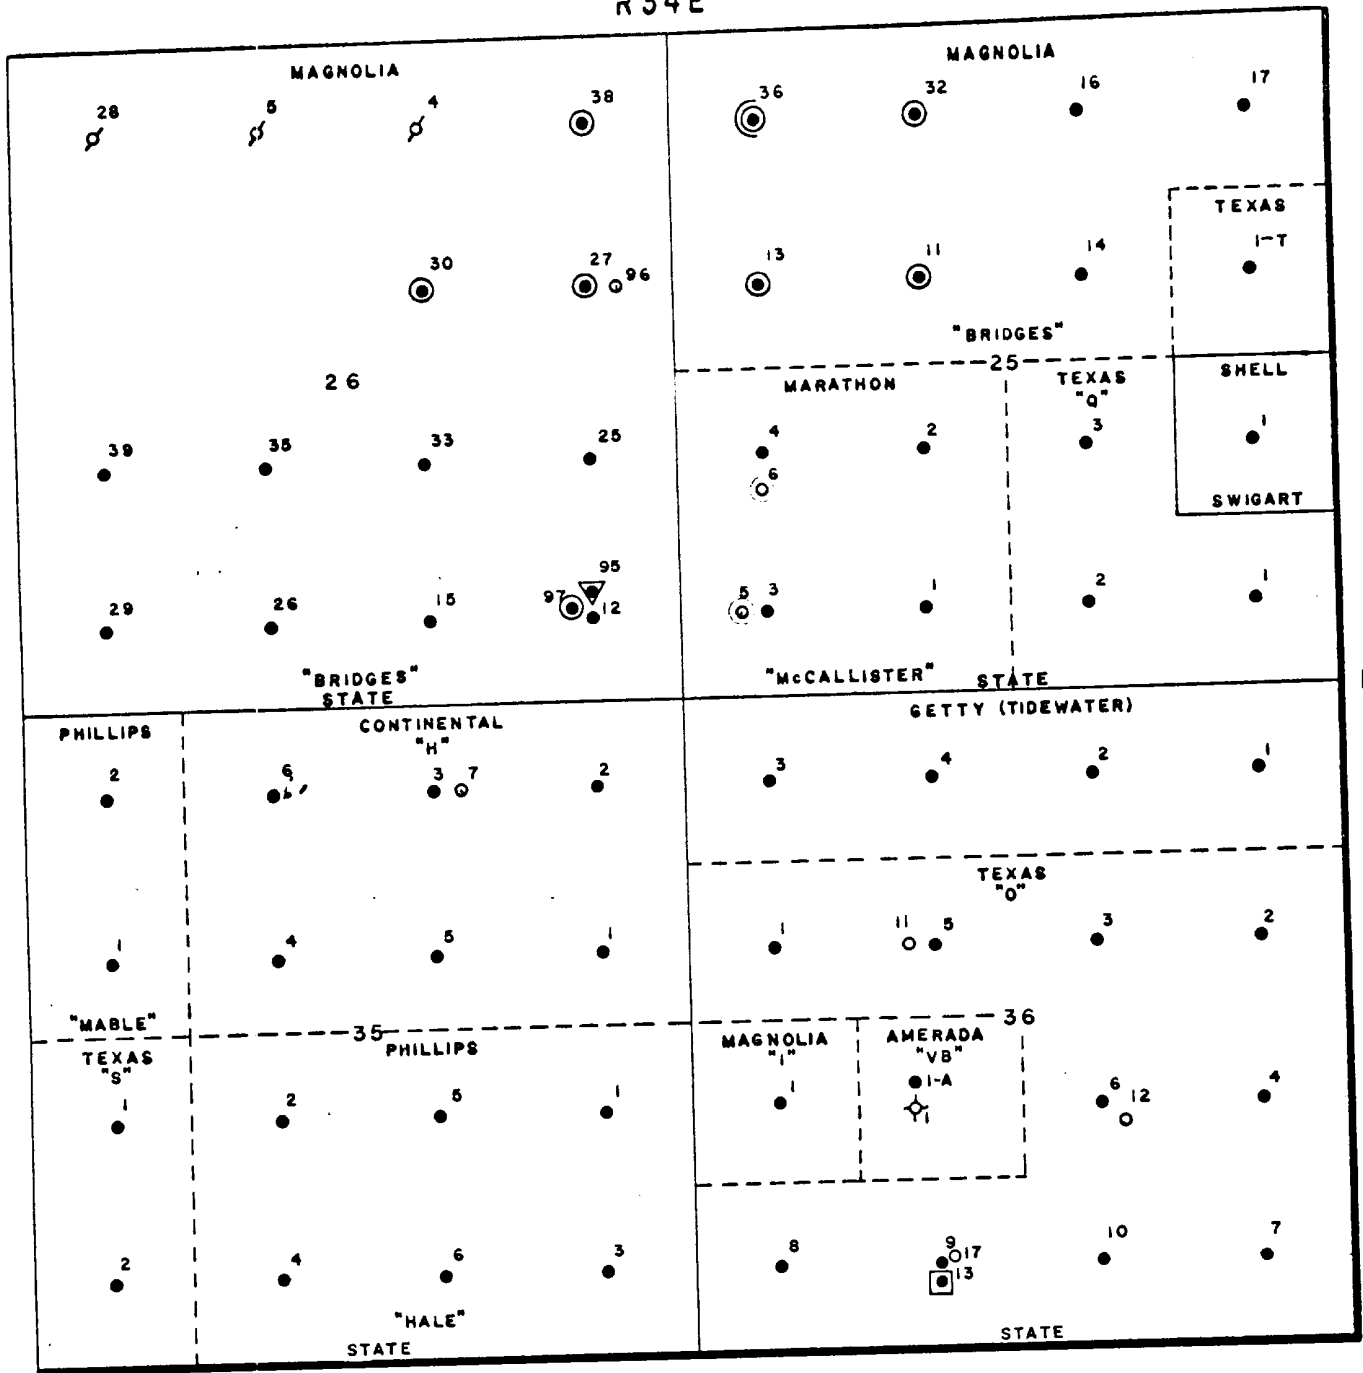 R34E
MAGNOLIA
28
5
4
38
30
27
96
26
39
35
33
25
95
97
12
29
26
15
"BRIDGES"
STATE
MAGNOLIA
36
32
16
17
TEXAS
1-T
13
11
14
"BRIDGES"
25
MARATHON
TEXAS
"Q"
SHELL
4
2
3
1
6
SWIGART
5
3
1
2
1
"McCALLISTER"
STATE
PHILLIPS
CONTINENTAL
"H"
2
6
3
7
2
1
4
5
1
"MABLE"
35
TEXAS
"S"
PHILLIPS
1
2
5
1
2
4
6
3
"HALE"
STATE
GETTY (TIDEWATER)
3
4
2
1
TEXAS
"O"
1
11
5
3
2
36
MAGNOLIA
"I"
AMERADA
"VB"
1
1-A
1
6
12
4
8
9
17
13
10
7
STATE